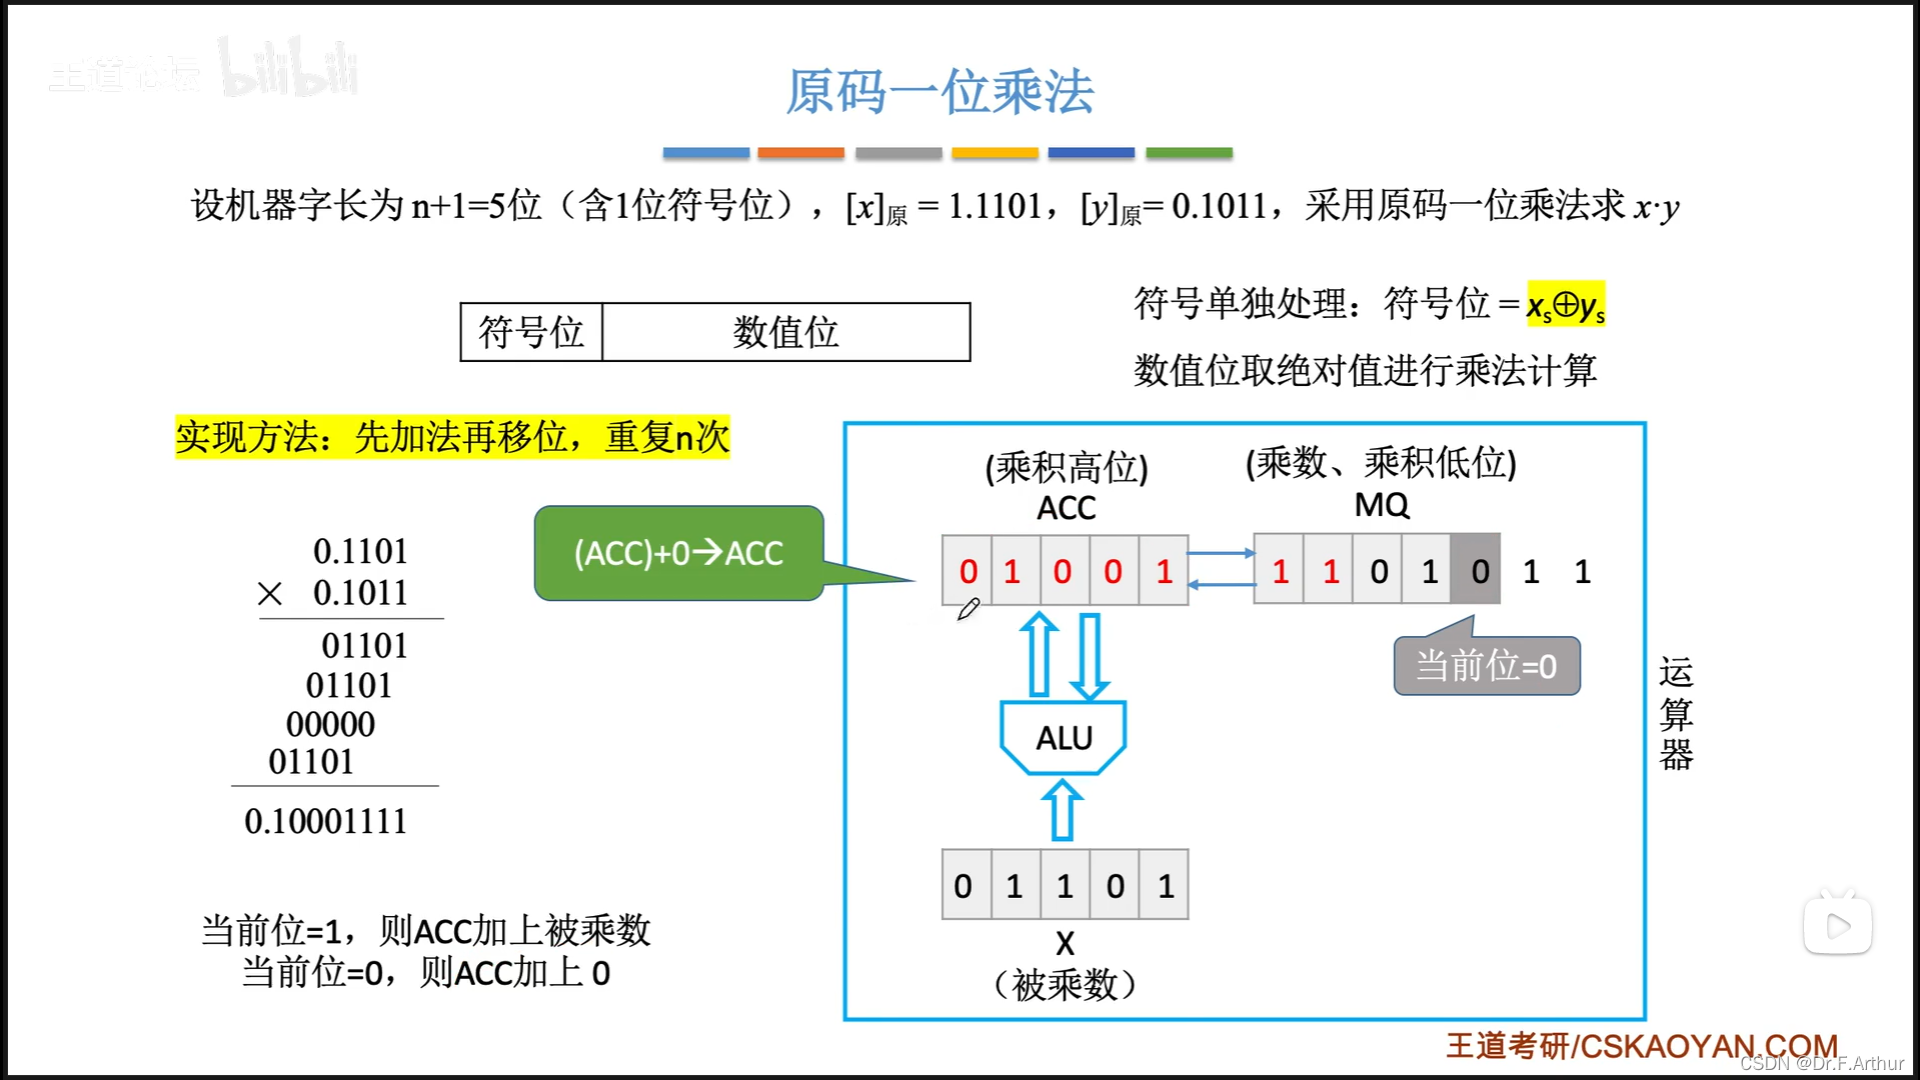 王道论坛 bilibili
原码一位乘法
设机器字长为 n+1=5位（含1位符号位），[x]原 = 1.1101，[y]原= 0.1011，采用原码一位乘法求 x·y
符号位 数值位
符号单独处理：符号位 = xs⊕ys
数值位取绝对值进行乘法计算
实现方法：先加法再移位，重复n次
0.1101
× 0.1011
01101
01101
00000
01101
0.10001111
当前位=1，则ACC加上被乘数
当前位=0，则ACC加上 0
(ACC)+0→ACC
(乘积高位)
ACC
(乘数、乘积低位)
MQ
0 1 0 0 1
1 1 0 1 0 1 1
当前位=0
ALU
0 1 1 0 1
X
（被乘数）
运算器
王道考研/CSKAOYAN.COM
CSDN @Dr.F.Arthur